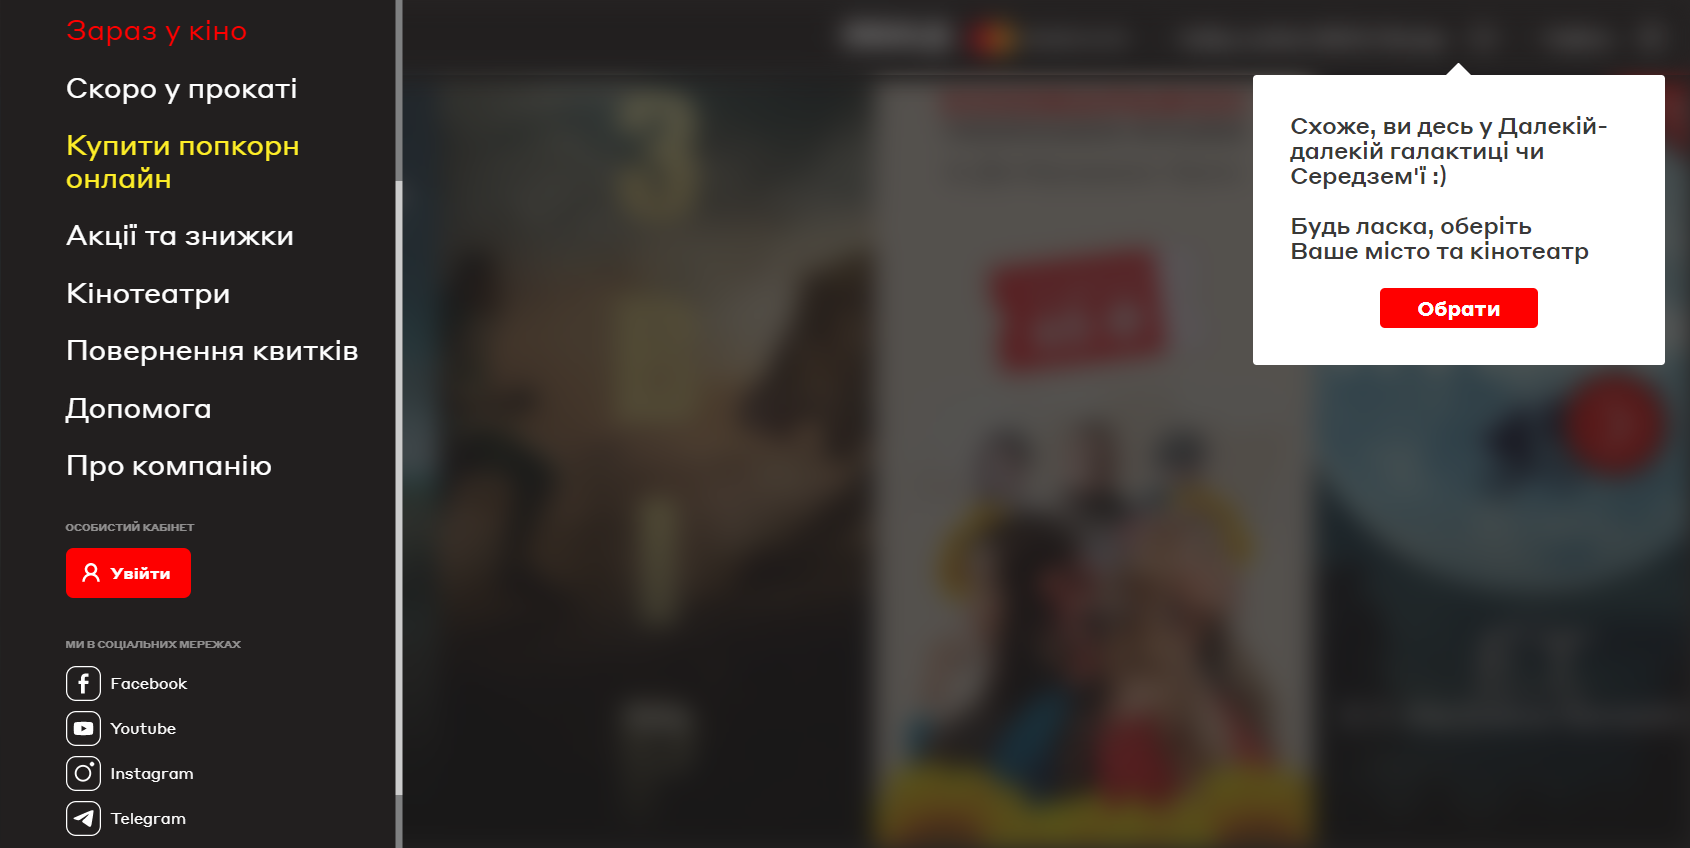 Зараз у кіно
Скоро у прокаті
Купити попкорн
онлайн
Акції та знижки
Кінотеатри
Повернення квитків
Допомога
Про компанію
ОСОБИСТИЙ КАБІНЕТ
Увійти
МИ В СОЦІАЛЬНИХ МЕРЕЖАХ
Facebook
Youtube
Instagram
Telegram
Схоже, ви десь у Далекій-
далекій галактиці чи
Середзем'ї :)
Будь ласка, оберіть
Ваше місто та кінотеатр
Обрати